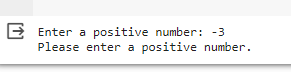 Enter a positive number: -3
Please enter a positive number.